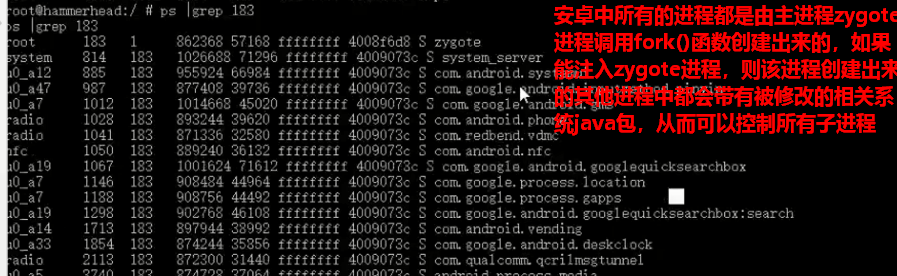 root@hammerhead:/ # ps |grep 183
ps |grep 183
root 183 1 862368 57168 ffffffff 4008f6d8 S zygote
system 814 183 1026688 71296 ffffffff 4009073c S system_server
u0_a12 885 183 955924 66984 ffffffff 4009073c S com.android.systemui
u0_a47 987 183 877408 39736 ffffffff 4009073c S com.google.
u0_a7 1012 183 1014668 45020 ffffffff 4009073c S com.google.android.gms
radio 1028 183 893244 39620 ffffffff 4009073c S com.android.phone
radio 1041 183 871336 32580 ffffffff 4009073c S com.redbend.vdmc
nfc 1050 183 889240 36132 ffffffff 4009073c S com.android.nfc
u0_a19 1067 183 1001624 71612 ffffffff 4009073c S com.google.android.googlequicksearchbox
u0_a7 1146 183 908484 44964 ffffffff 4009073c S com.google.process.location
u0_a7 1188 183 908756 44492 ffffffff 4009073c S com.google.process.gapps
u0_a19 1298 183 902768 46108 ffffffff 4009073c S com.google.android.googlequicksearchbox:search
u0_a14 1713 183 897944 38992 ffffffff 4009073c S com.android.vending
u0_a33 1854 183 874244 35856 ffffffff 4009073c S com.google.android.deskclock
radio 2113 183 872300 31440 ffffffff 4009073c S com.qualcomm.qcrilmsgtunnel
u0_a5 3740 183 874728 37064 ffffffff 4009073c S android.process.media
安卓中所有的进程都是由主进程zygote
进程调用fork()函数创建出来的，如果
能注入zygote进程，则该进程创建出来
的其他进程中都会带有被修改的相关系
统java包，从而可以控制所有子进程